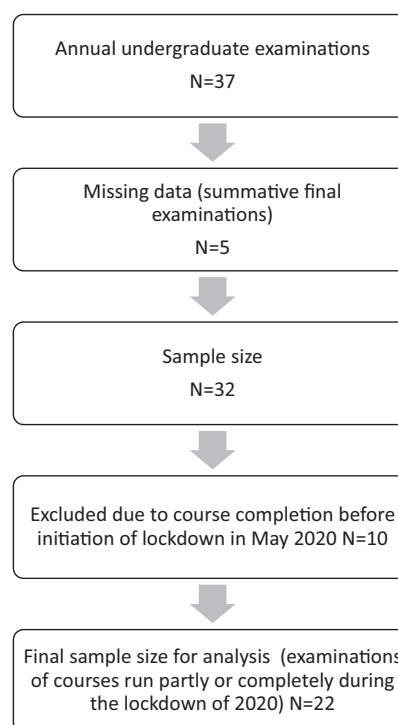 Annual undergraduate examinations
N=37
Missing data (summative final
examinations)
N=5
Sample size
N=32
Excluded due to course completion before
initiation of lockdown in May 2020 N=10
Final sample size for analysis (examinations
of courses run partly or completely during
the lockdown of 2020) N=22